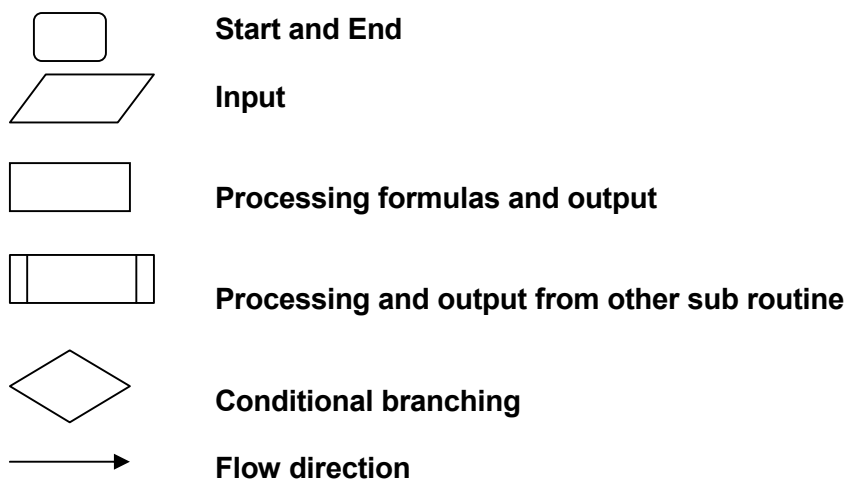 Start and End
Input
Processing formulas and output
Processing and output from other sub routine
Conditional branching
Flow direction